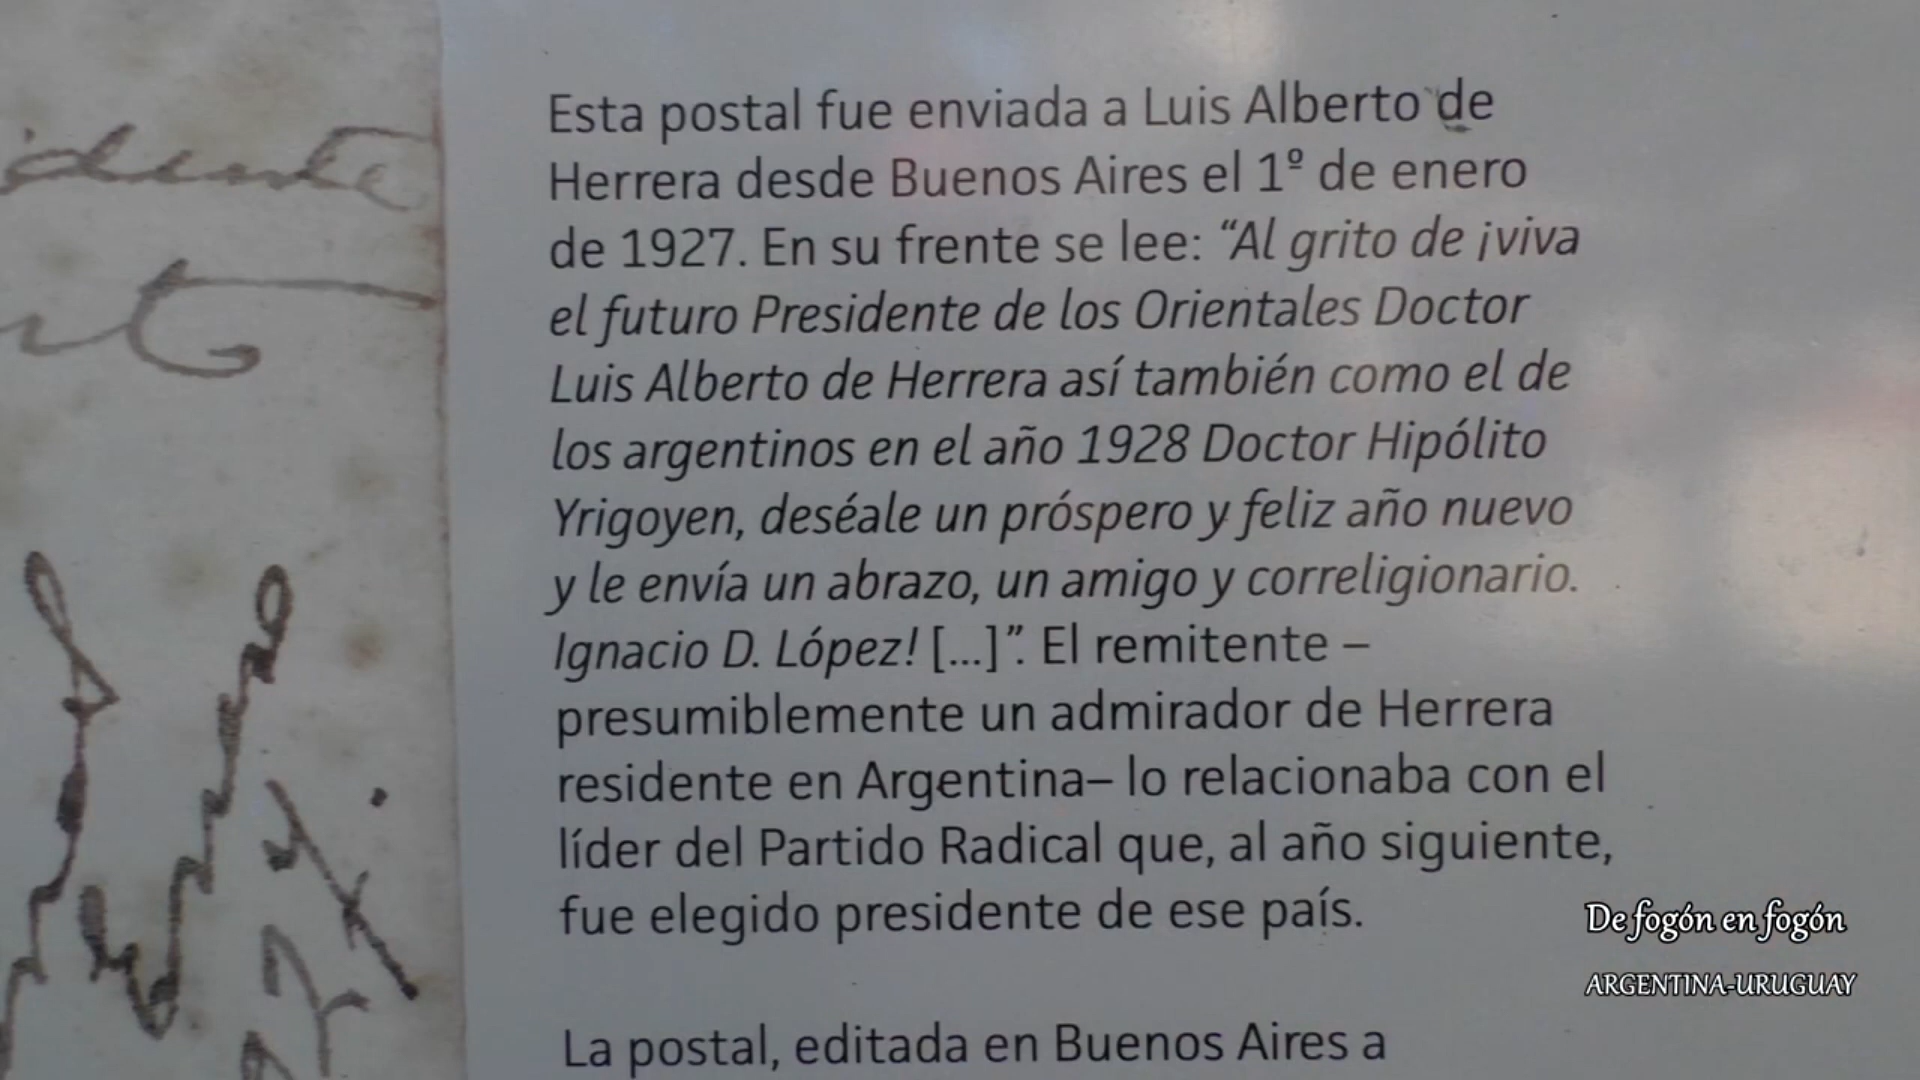 Esta postal fue enviada a Luis Alberto de
Herrera desde Buenos Aires el 1º de enero
de 1927. En su frente se lee: “Al grito de ¡viva
el futuro Presidente de los Orientales Doctor
Luis Alberto de Herrera así también como el de
los argentinos en el año 1928 Doctor Hipólito
Yrigoyen, deséale un próspero y feliz año nuevo
y le envía un abrazo, un amigo y correligionario.
Ignacio D. López! [...]”. El remitente –
presumiblemente un admirador de Herrera
residente en Argentina– lo relacionaba con el
líder del Partido Radical que, al año siguiente,
fue elegido presidente de ese país.
La postal, editada en Buenos Aires a
De fogón en fogón
ARGENTINA-URUGUAY